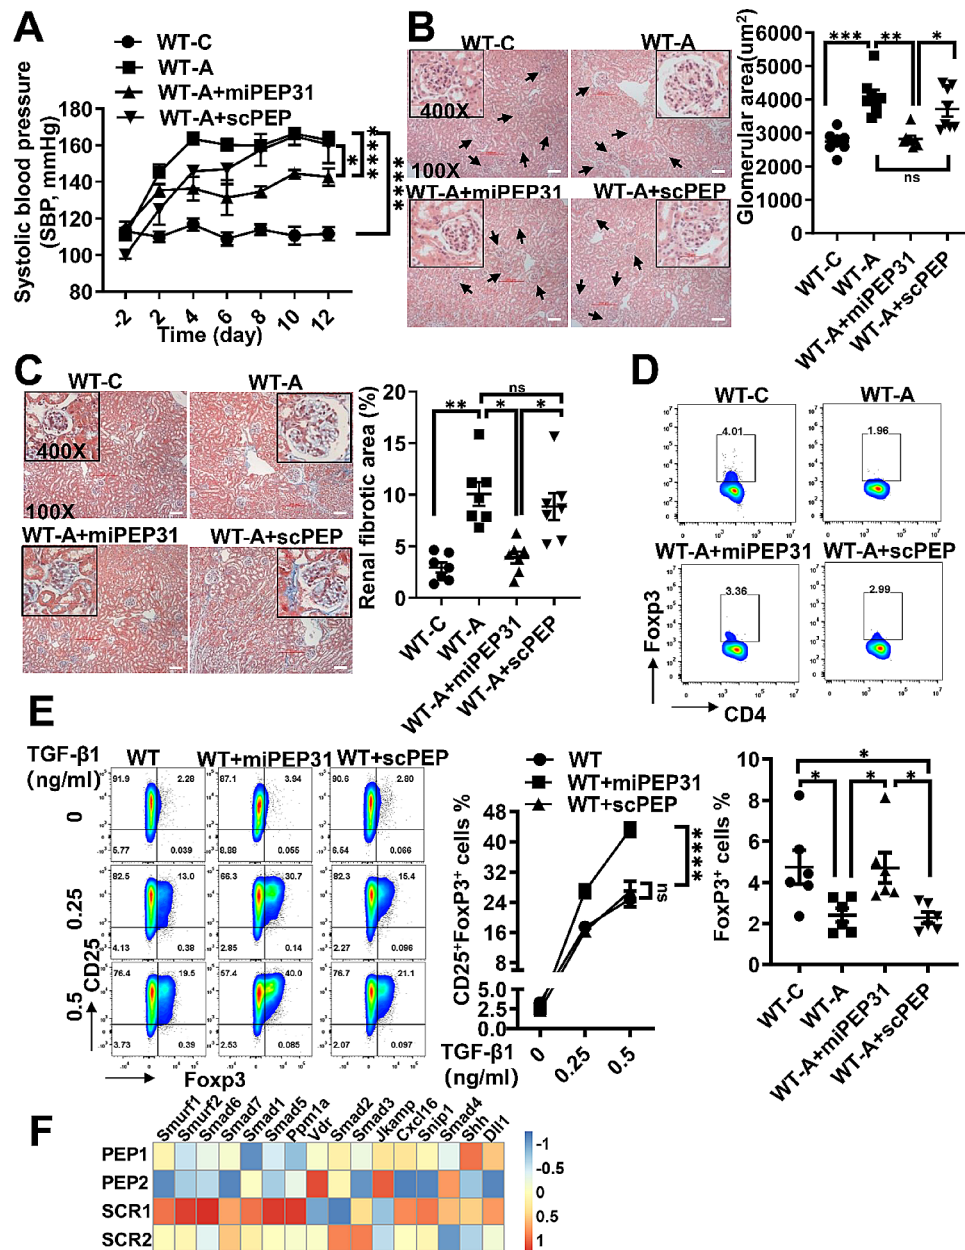 A
WT-C
WT-A
WT-A+miPEP31
WT-A+scPEP
Systolic blood pressure
(SBP, mmHg)
180
160
140
120
100
80
-2 2 4 6 8 10 12
Time (day)
*
****
****
B
WT-C WT-A
400X
100X
WT-A+miPEP31 WT-A+scPEP
Glomerular area(um²)
6000
5000
4000
3000
2000
1000
0
*** ** *
ns
WT-C
WT-A
WT-A+miPEP31
WT-A+scPEP
C
WT-C WT-A
400X
100X
WT-A+miPEP31 WT-A+scPEP
Renal fibrotic area (%)
20
15
10
5
0
ns
** * *
WT-C
WT-A
WT-A+miPEP31
WT-A+scPEP
D
WT-C WT-A
4.01 1.96
WT-A+miPEP31 WT-A+scPEP
3.36 2.99
Foxp3
CD4
FoxP3⁺ cells %
10
8
6
4
2
0
*
* * *
WT-C
WT-A
WT-A+miPEP31
WT-A+scPEP
E
TGF-β1
(ng/ml)
WT WT+miPEP31 WT+scPEP
0
91.9 2.28 87.1 3.94 90.6 2.80
5.77 0.039 8.88 0.055 6.54 0.066
0.25
82.5 13.0 66.3 30.7 82.3 15.4
4.13 0.38 2.85 0.14 2.27 0.096
0.5
76.4 19.5 57.4 40.0 76.7 21.1
3.73 0.39 2.53 0.085 2.07 0.097
CD25
Foxp3
WT
WT+miPEP31
WT+scPEP
CD25⁺FoxP3⁺ cells %
48
40
32
24
16
8
5.0
2.5
0.0
****
ns
TGF-β1
(ng/ml)
0 0.25 0.5
F
Smurf1 Smurf2 Smad6 Smad7 Smad1 Smad5 Ppm1a Vdr Smad2 Smad3 Jkamp Cxcl16 Snip1 Smad4 Shh Dll1
PEP1
PEP2
SCR1
SCR2
-1
-0.5
0
0.5
1